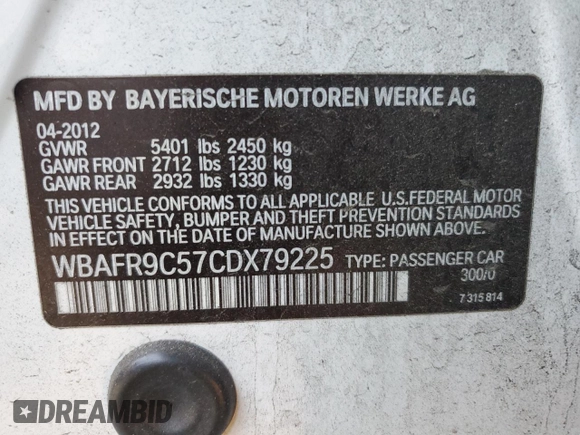 MFD BY BAYERISCHE MOTOREN WERKE AG
04-2012
GVWR 5401 lbs 2450 kg
GAWR FRONT 2712 lbs 1230 kg
GAWR REAR 2932 lbs 1330 kg
THIS VEHICLE CONFORMS TO ALL APPLICABLE U.S.FEDERAL MOTOR
VEHICLE SAFETY, BUMPER AND THEFT PREVENTION STANDARDS
IN EFFECT ON THE DATE OF MANUFACTURE SHOWN ABOVE.
WBAFR9C57CDX79225 TYPE: PASSENGER CAR
300/0
7 315 814
DREAMBID